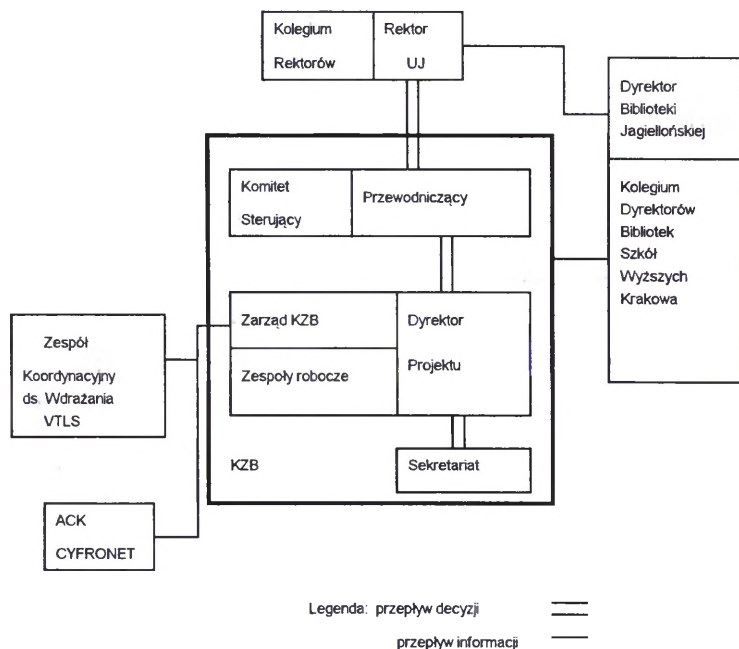 Kolegium
Rektorów
Rektor
UJ
Dyrektor
Biblioteki
Jagiellońskiej
Kolegium
Dyrektorów
Bibliotek
Szkół
Wyższych
Krakowa
Komitet
Sterujący
Przewodniczący
Zarząd KZB
Zespoły robocze
Dyrektor
Projektu
Zespół
Koordynacyjny
ds. Wdrażania
VTLS
KZB
Sekretariat
ACK
CYFRONET
Legenda: przepływ decyzji
przepływ informacji